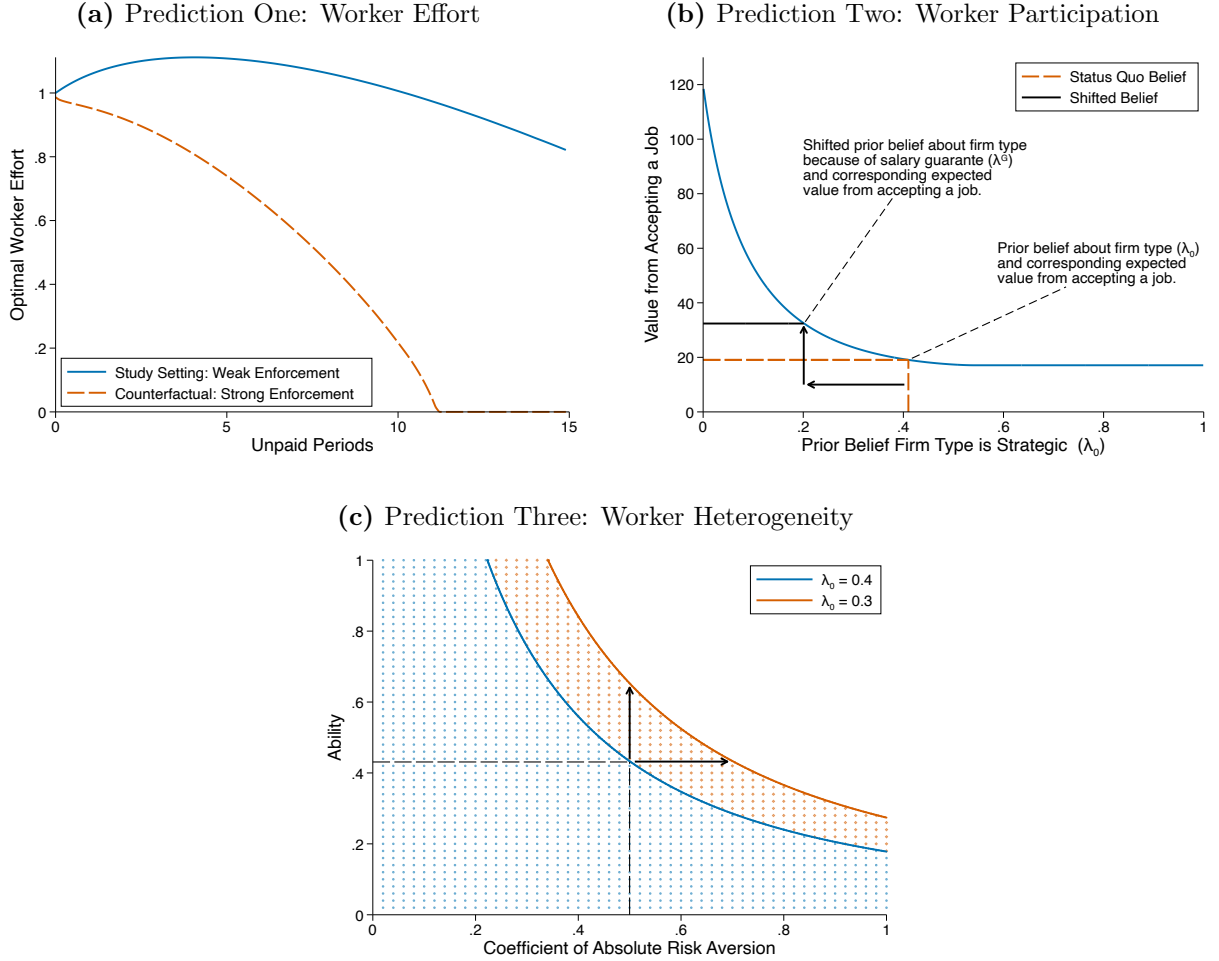 (a) Prediction One: Worker Effort
Optimal Worker Effort
1
.8
.6
.4
.2
0
Study Setting: Weak Enforcement
Counterfactual: Strong Enforcement
0 5 10 15
Unpaid Periods
(b) Prediction Two: Worker Participation
Value from Accepting a Job
120
100
80
60
40
20
0
Status Quo Belief
Shifted Belief
Shifted prior belief about firm type
because of salary guarante (λᴳ)
and corresponding expected
value from accepting a job.
Prior belief about firm type (λ₀)
and corresponding expected
value from accepting a job.
0 .2 .4 .6 .8 1
Prior Belief Firm Type is Strategic (λ₀)
(c) Prediction Three: Worker Heterogeneity
Ability
1
.8
.6
.4
.2
0
λ₀ = 0.4
λ₀ = 0.3
0 .2 .4 .6 .8 1
Coefficient of Absolute Risk Aversion